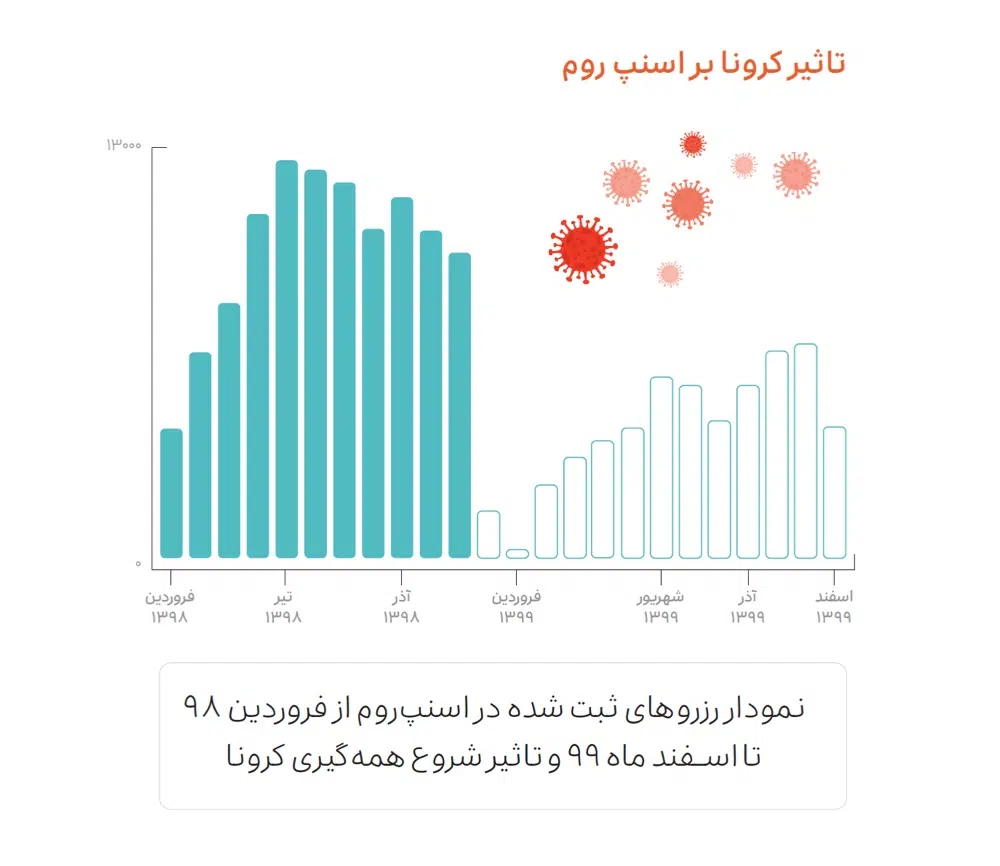 تاثیر کرونا بر اسنپ روم
۱۳۰۰۰
۰
فروردین
۱۳۹۸
تیر
۱۳۹۸
آذر
۱۳۹۸
فروردین
۱۳۹۹
شهریور
۱۳۹۹
آذر
۱۳۹۹
اسفند
۱۳۹۹
نمودار رزروهای ثبت شده در اسنپ‌روم از فروردین ۹۸
تا اسـفند ماه ۹۹ و تاثیر شروع همه‌گیری کرونا